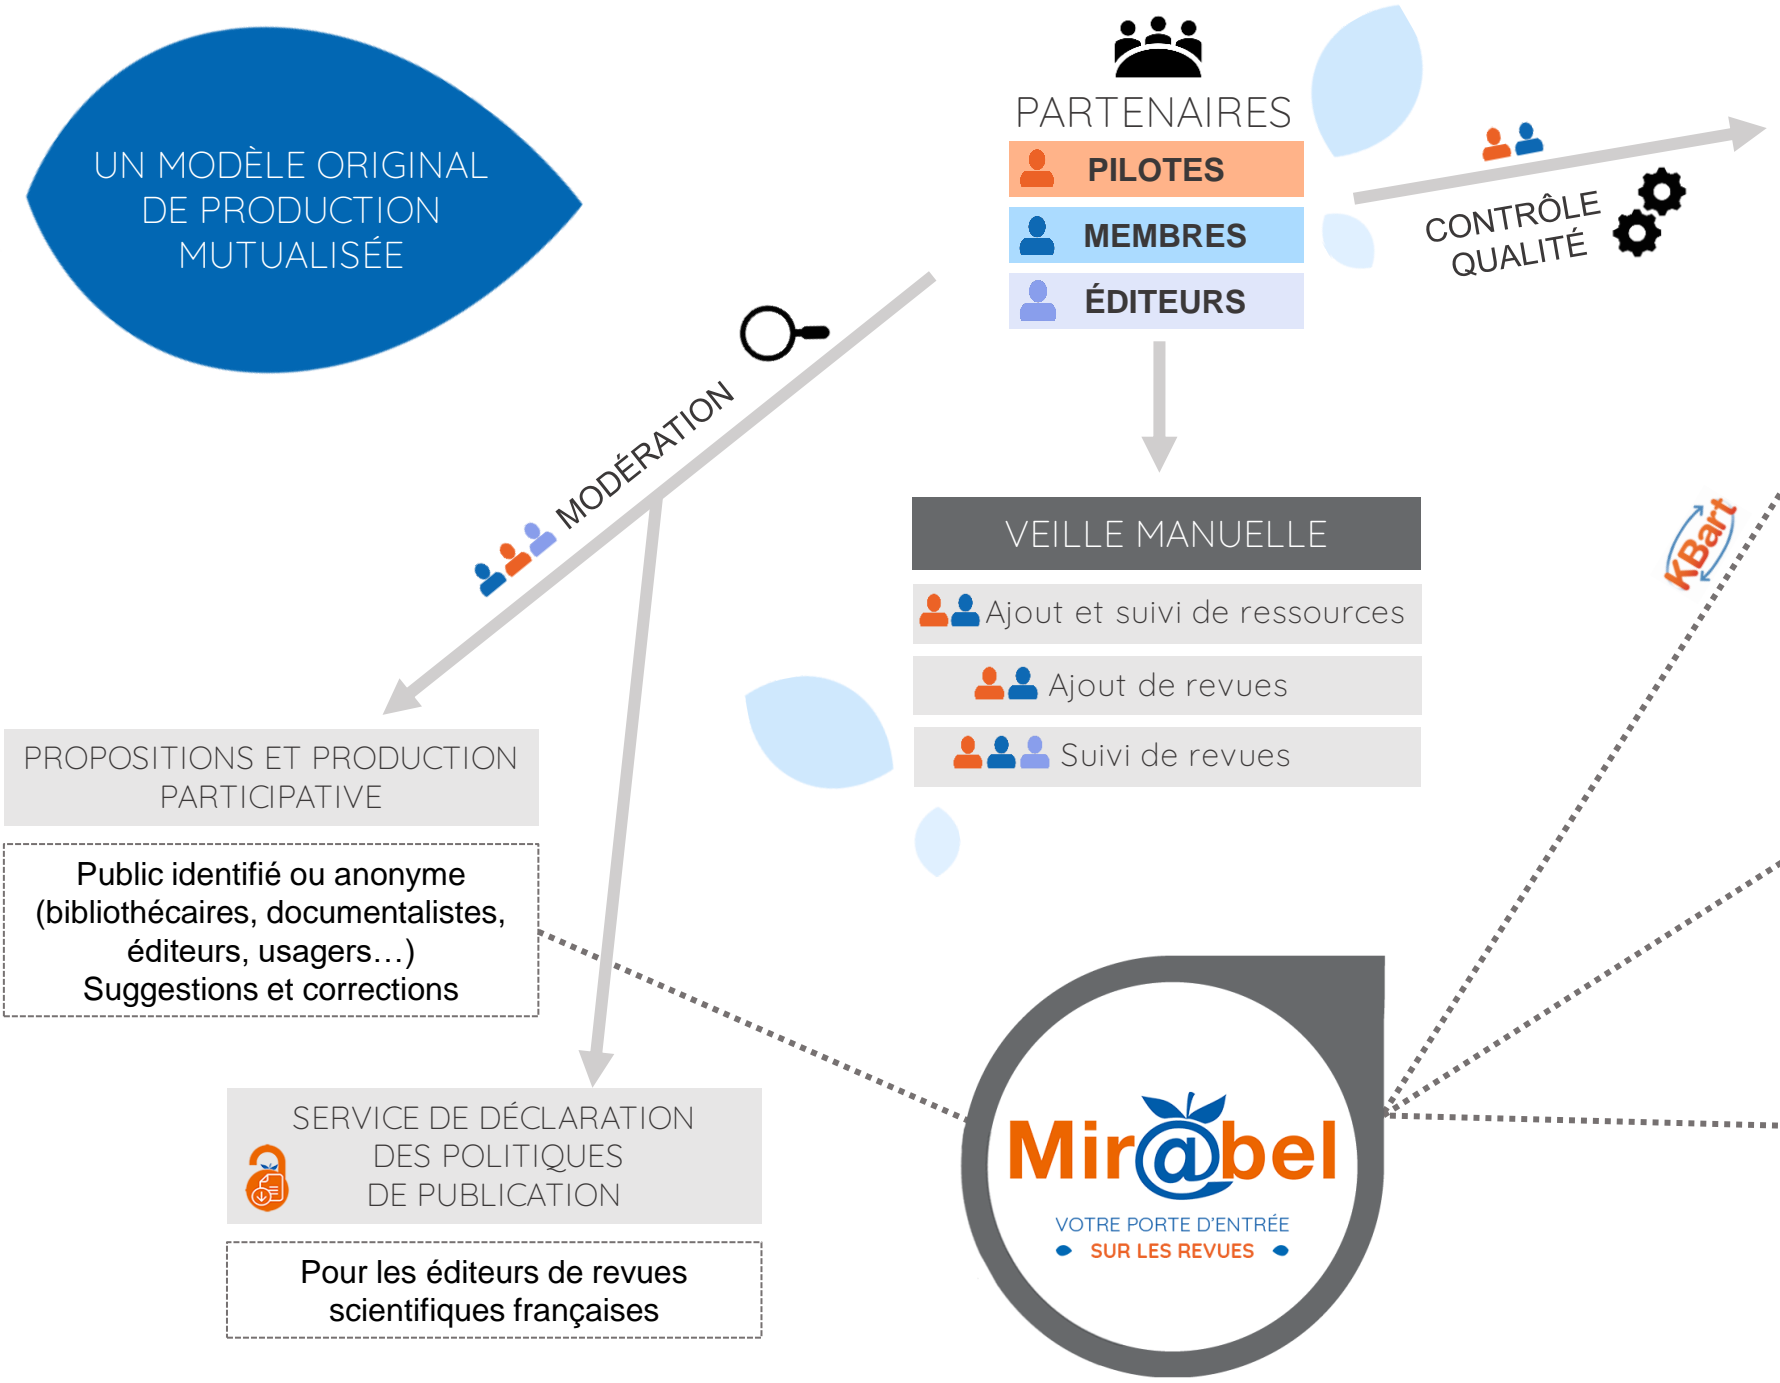 UN MODÈLE ORIGINAL
DE PRODUCTION
MUTUALISÉE
PARTENAIRES
PILOTES
MEMBRES
ÉDITEURS
CONTRÔLE
QUALITÉ
MODÉRATION
VEILLE MANUELLE
Ajout et suivi de ressources
Ajout de revues
Suivi de revues
KBart
PROPOSITIONS ET PRODUCTION
PARTICIPATIVE
Public identifié ou anonyme
(bibliothécaires, documentalistes,
éditeurs, usagers…)
Suggestions et corrections
SERVICE DE DÉCLARATION
DES POLITIQUES
DE PUBLICATION
Pour les éditeurs de revues
scientifiques françaises
Mir@bel
VOTRE PORTE D'ENTRÉE
SUR LES REVUES